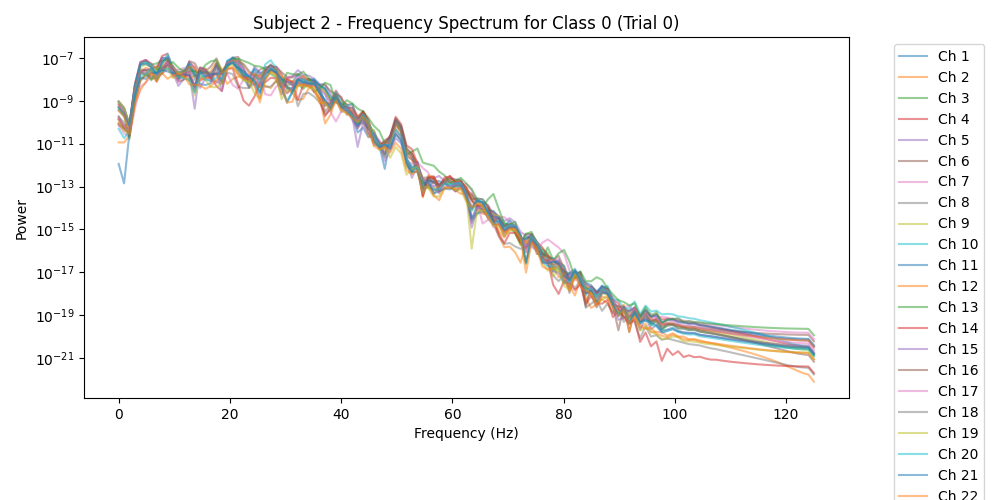 Subject 2 - Frequency Spectrum for Class 0 (Trial 0)
Power
10⁻⁷
10⁻⁹
10⁻¹¹
10⁻¹³
10⁻¹⁵
10⁻¹⁷
10⁻¹⁹
10⁻²¹
0 20 40 60 80 100 120
Frequency (Hz)
Ch 1
Ch 2
Ch 3
Ch 4
Ch 5
Ch 6
Ch 7
Ch 8
Ch 9
Ch 10
Ch 11
Ch 12
Ch 13
Ch 14
Ch 15
Ch 16
Ch 17
Ch 18
Ch 19
Ch 20
Ch 21
Ch 22